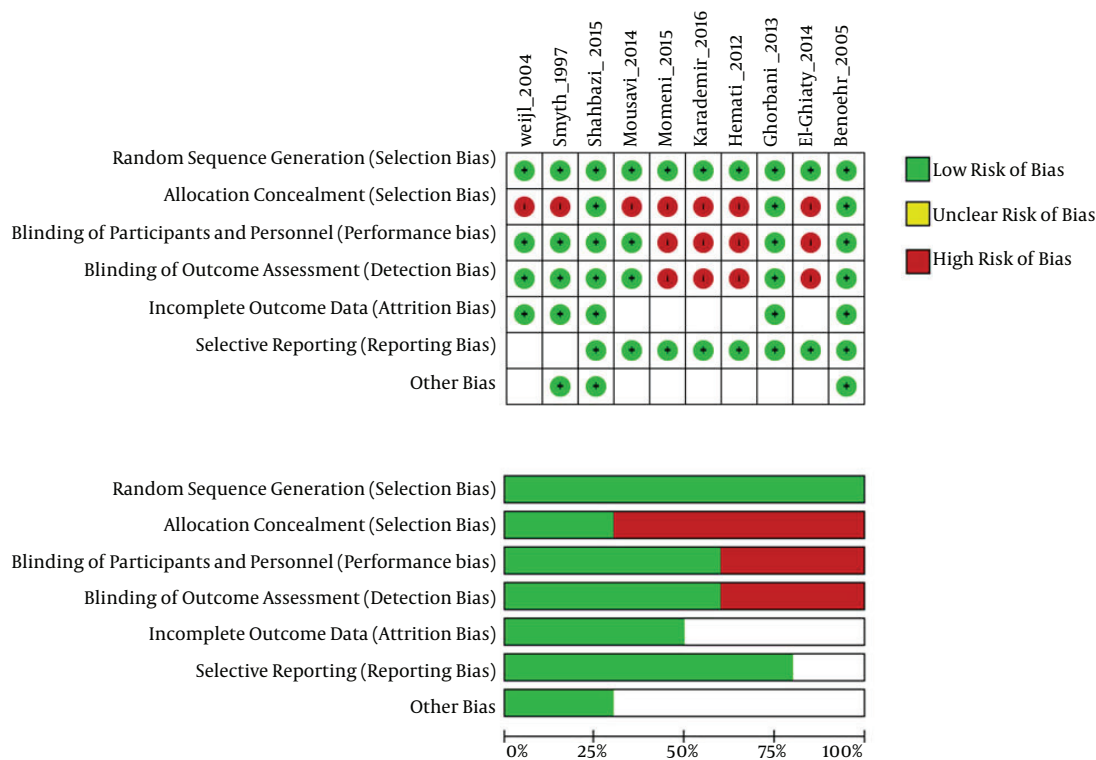 weijl_2004
Smyth_1997
Shahbazi_2015
Mousavi_2014
Momeni_2015
Karademir_2016
Hemati_2012
Ghorbani_2013
El-Ghiaty_2014
Benoehr_2005
Random Sequence Generation (Selection Bias)
Allocation Concealment (Selection Bias)
Blinding of Participants and Personnel (Performance bias)
Blinding of Outcome Assessment (Detection Bias)
Incomplete Outcome Data (Attrition Bias)
Selective Reporting (Reporting Bias)
Other Bias
Low Risk of Bias
Unclear Risk of Bias
High Risk of Bias
Random Sequence Generation (Selection Bias)
Allocation Concealment (Selection Bias)
Blinding of Participants and Personnel (Performance bias)
Blinding of Outcome Assessment (Detection Bias)
Incomplete Outcome Data (Attrition Bias)
Selective Reporting (Reporting Bias)
Other Bias
0% 25% 50% 75% 100%